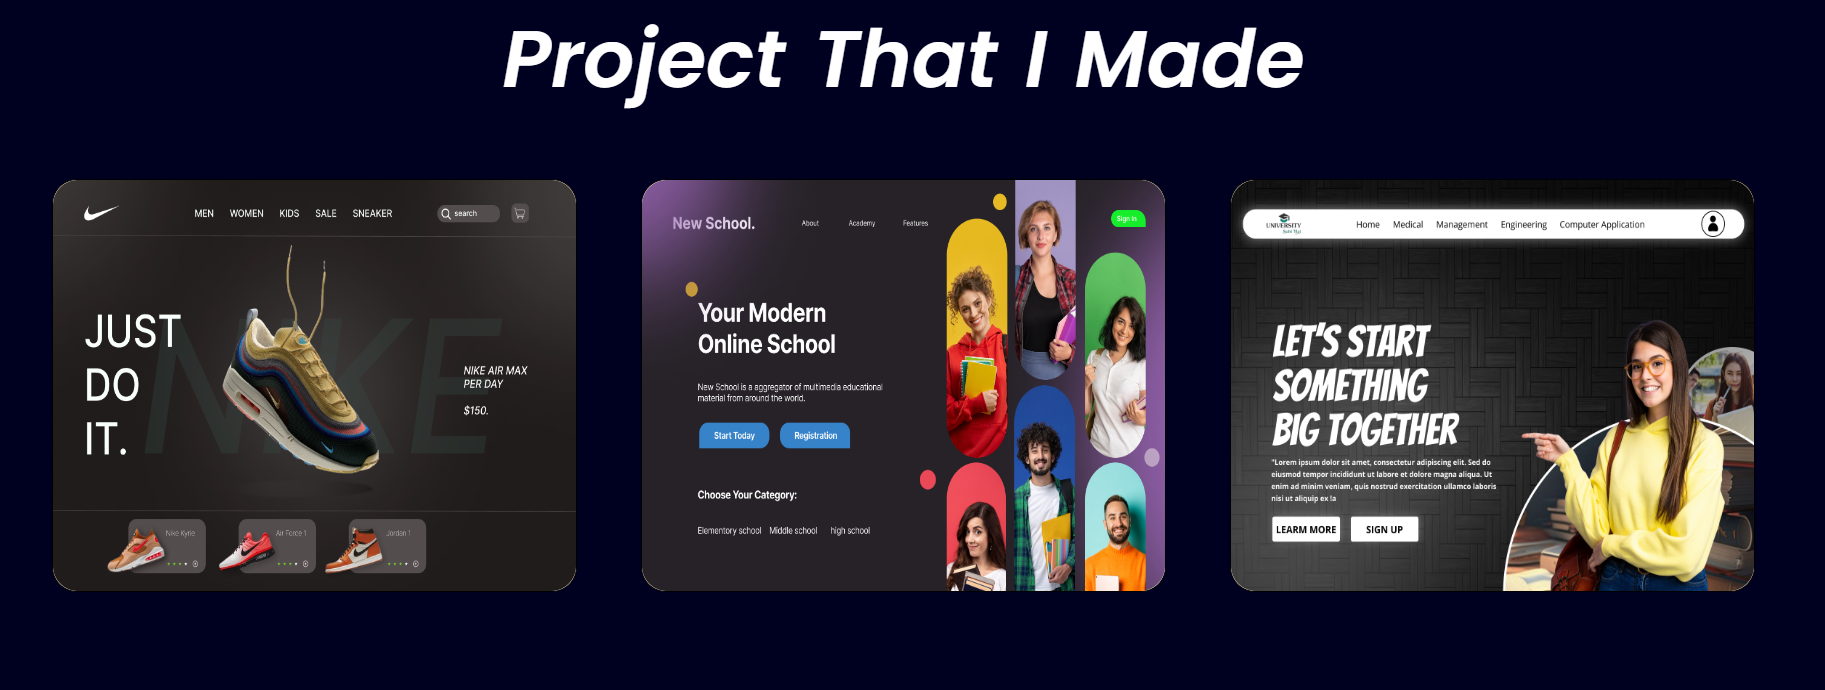 Project That I Made
MEN WOMEN KIDS SALE SNEAKER search
NIKE
JUST
DO
IT.
NIKE AIR MAX
PER DAY
$150.
Nike Kyrie
Air Force 1
Jordan 1
New School.
About Academy Features
Sign In
Your Modern
Online School
New School is a aggregator of multimedia educational
material from around the world.
Start Today Registration
Choose Your Category:
Elementery school Middle school high school
UNIVERSITY
Home Medical Management Engineering Computer Application
LET'S START
SOMETHING
BIG TOGETHER
"Lorem ipsum dolor sit amet, consectetur adipiscing elit. Sed do
eiusmod tempor incididunt ut labore et dolore magna aliqua. Ut
enim ad minim veniam, quis nostrud exercitation ullamco laboris
nisi ut aliquip ex la
LEARM MORE SIGN UP